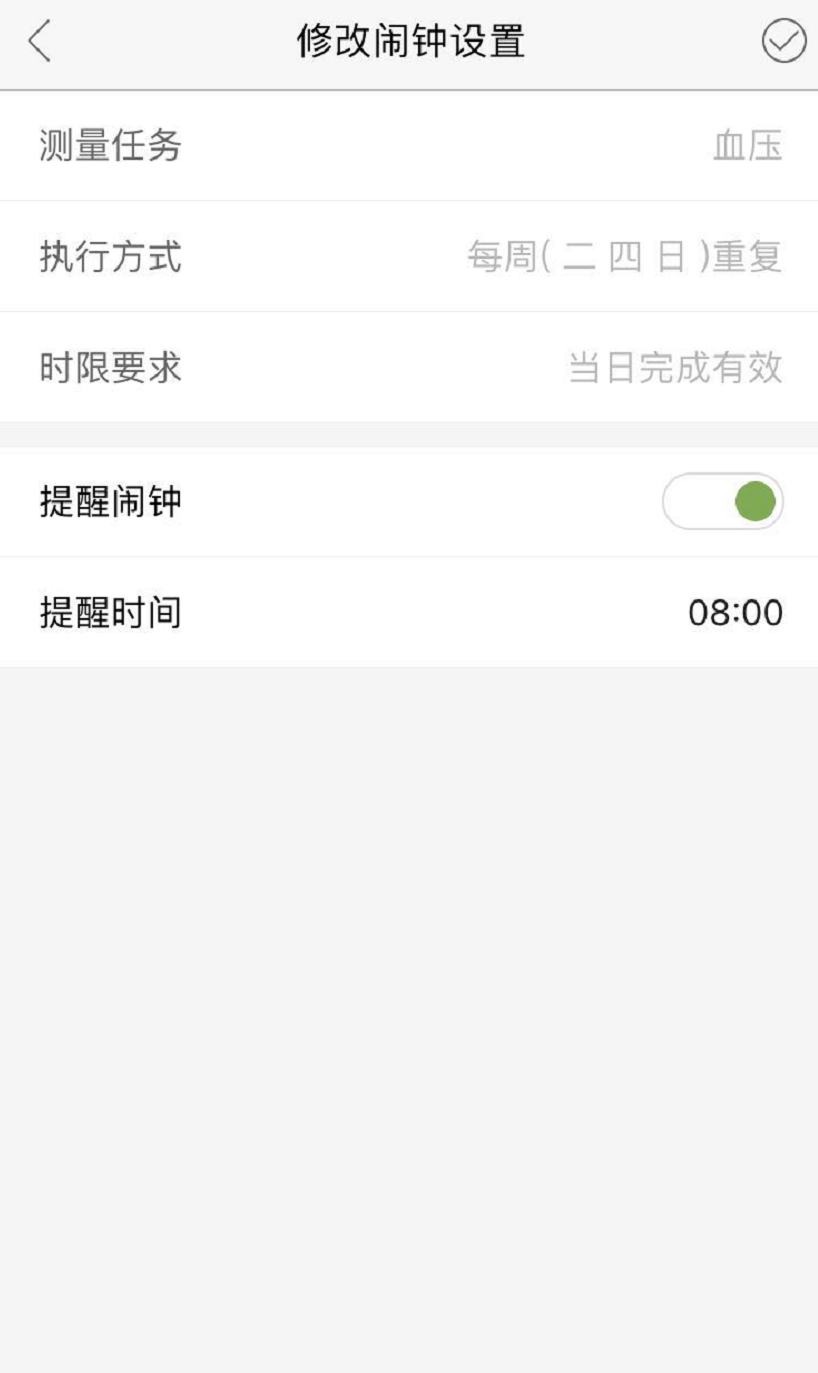 修改闹钟设置
测量任务 血压
执行方式 每周( 二 四 日 )重复
时限要求 当日完成有效
提醒闹钟
提醒时间 08:00